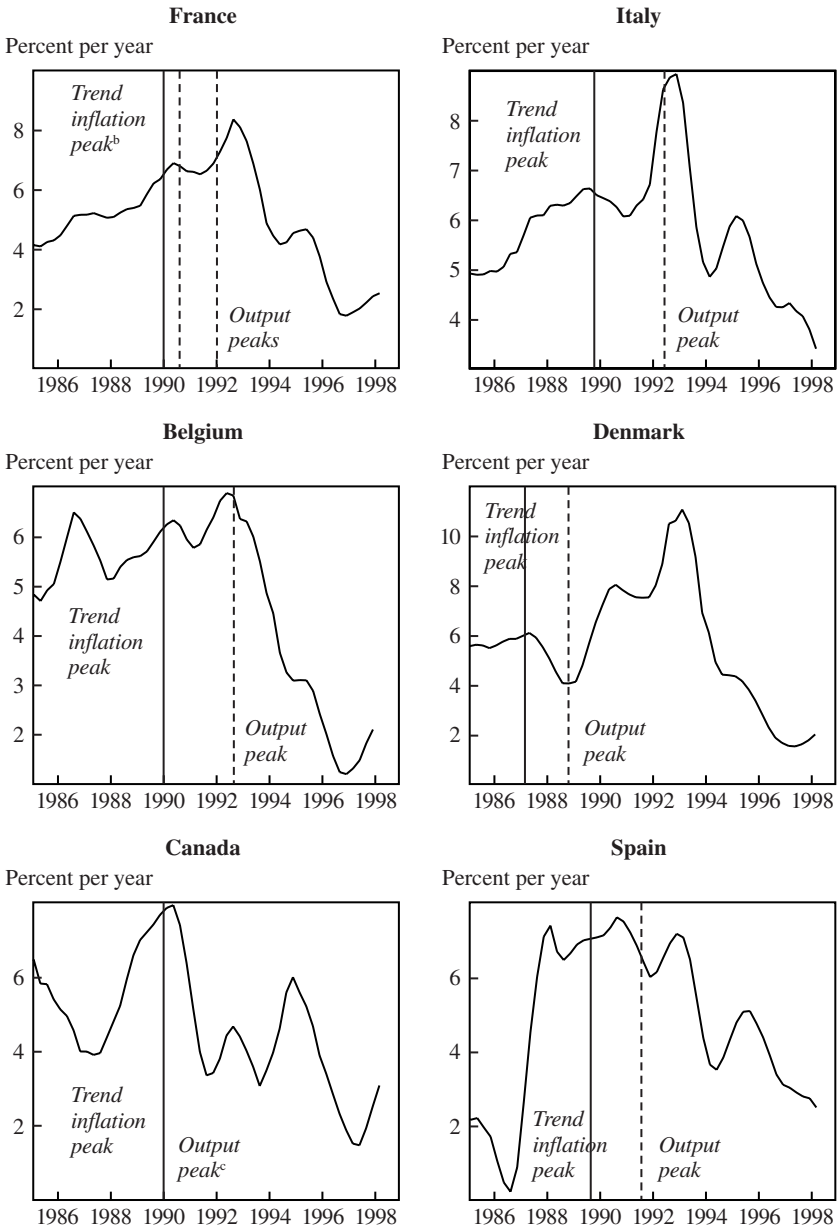 France
Percent per year
Trend
inflation
peakᵇ
8
6
4
2
Output
peaks
1986 1988 1990 1992 1994 1996 1998
Italy
Percent per year
Trend
inflation
peak
8
7
6
5
4
Output
peak
1986 1988 1990 1992 1994 1996 1998
Belgium
Percent per year
6
5
4
3
2
Trend
inflation
peak
Output
peak
1986 1988 1990 1992 1994 1996 1998
Denmark
Percent per year
Trend
inflation
peak
10
8
6
4
2
Output
peak
1986 1988 1990 1992 1994 1996 1998
Canada
Percent per year
6
4
2
Trend
inflation
peak
Output
peakᶜ
1986 1988 1990 1992 1994 1996 1998
Spain
Percent per year
6
4
2
Trend
inflation
peak
Output
peak
1986 1988 1990 1992 1994 1996 1998